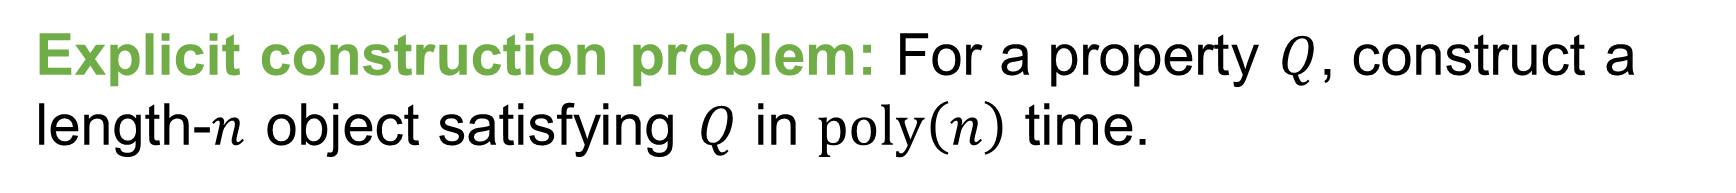 Explicit construction problem: For a property Q, construct a
length-n object satisfying Q in poly(n) time.